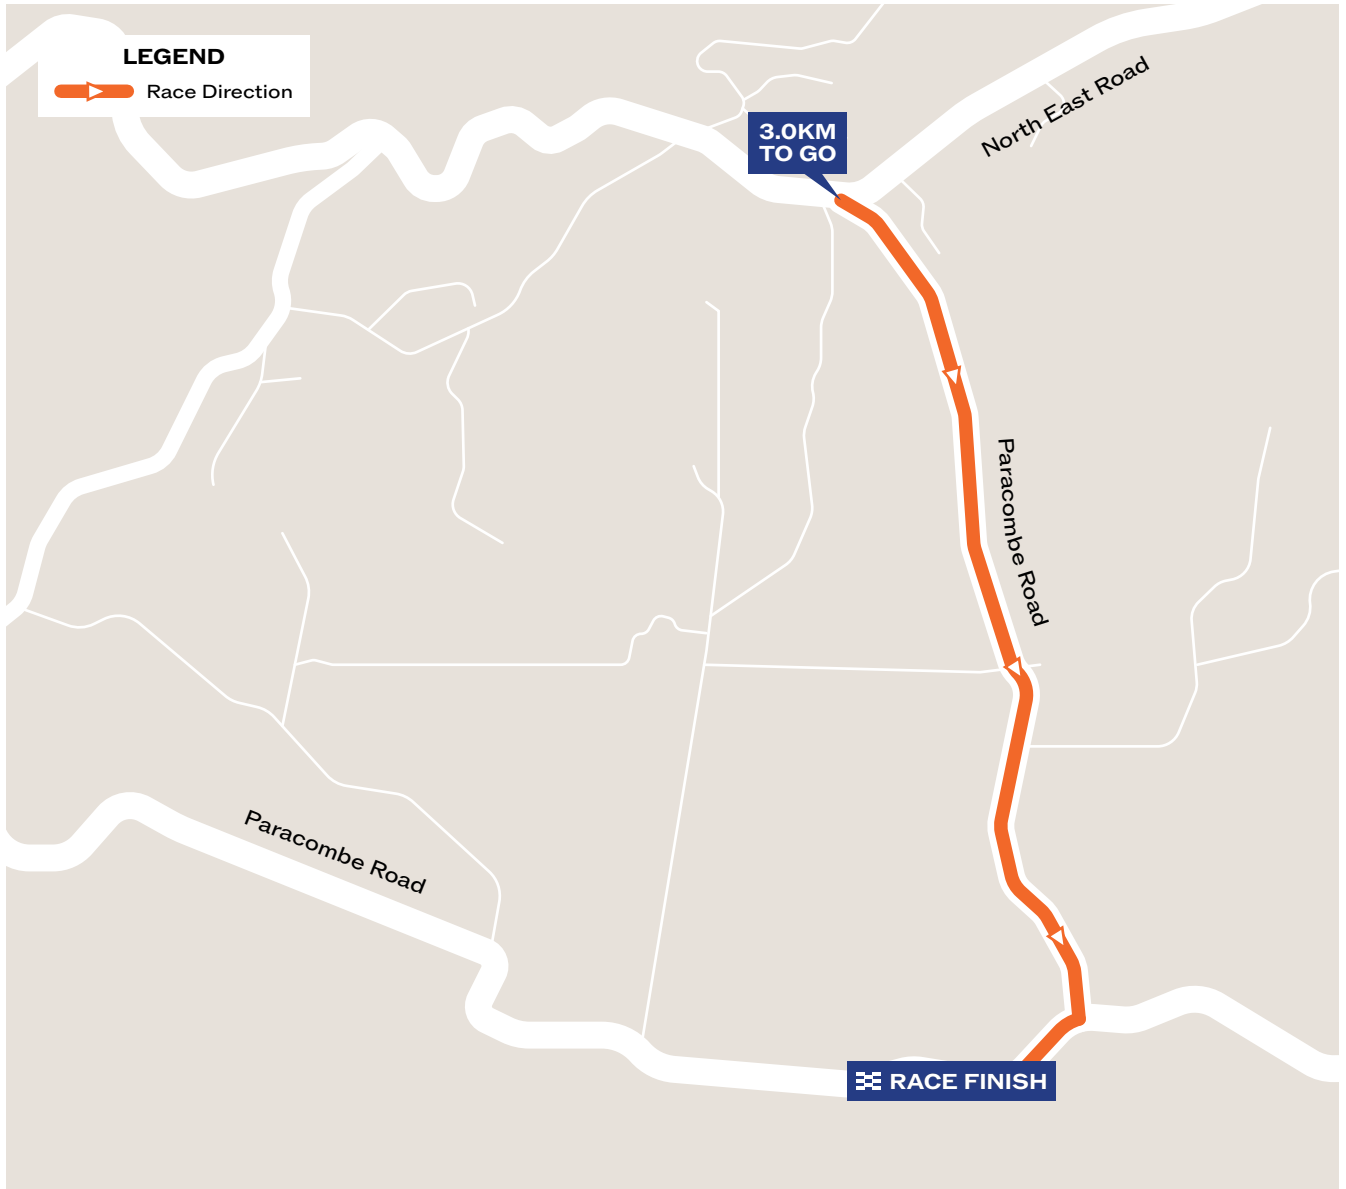 LEGEND
Race Direction
North East Road
3.0KM
TO GO
Paracombe Road
Paracombe Road
RACE FINISH